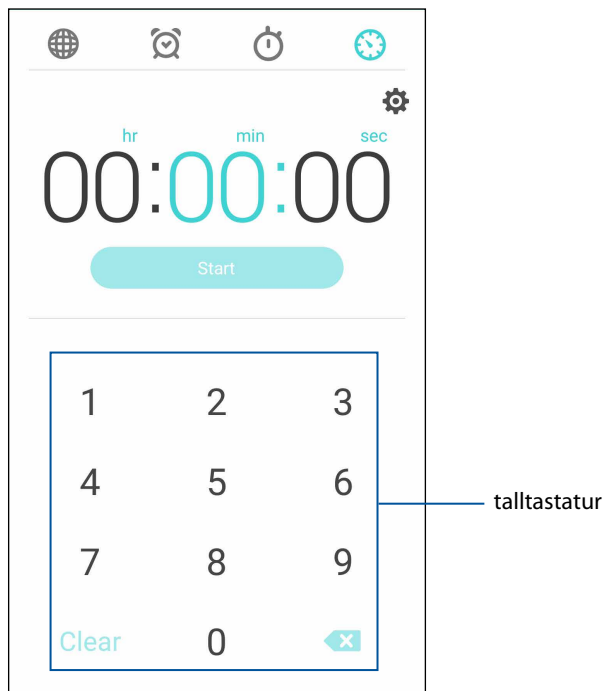 hr min sec
00:00:00
Start
1 2 3
4 5 6
talltastatur
7 8 9
Clear 0